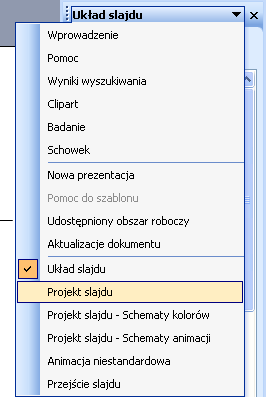 Układ slajdu
Wprowadzenie
Pomoc
Wyniki wyszukiwania
Clipart
Badanie
Schowek
Nowa prezentacja
Pomoc do szablonu
Udostępniony obszar roboczy
Aktualizacje dokumentu
Układ slajdu
Projekt slajdu
Projekt slajdu - Schematy kolorów
Projekt slajdu - Schematy animacji
Animacja niestandardowa
Przejście slajdu